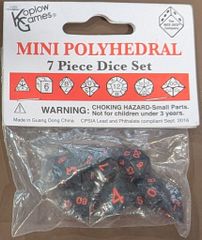 Koplow
Games
MINI POLYHEDRAL
7 Piece Dice Set
6
12
WARNING: CHOKING HAZARD-Small Parts.
Not for children under 3 years.
Made in Guang Dong China
CPSIA Lead and Phthalate compliant Sept. 2016